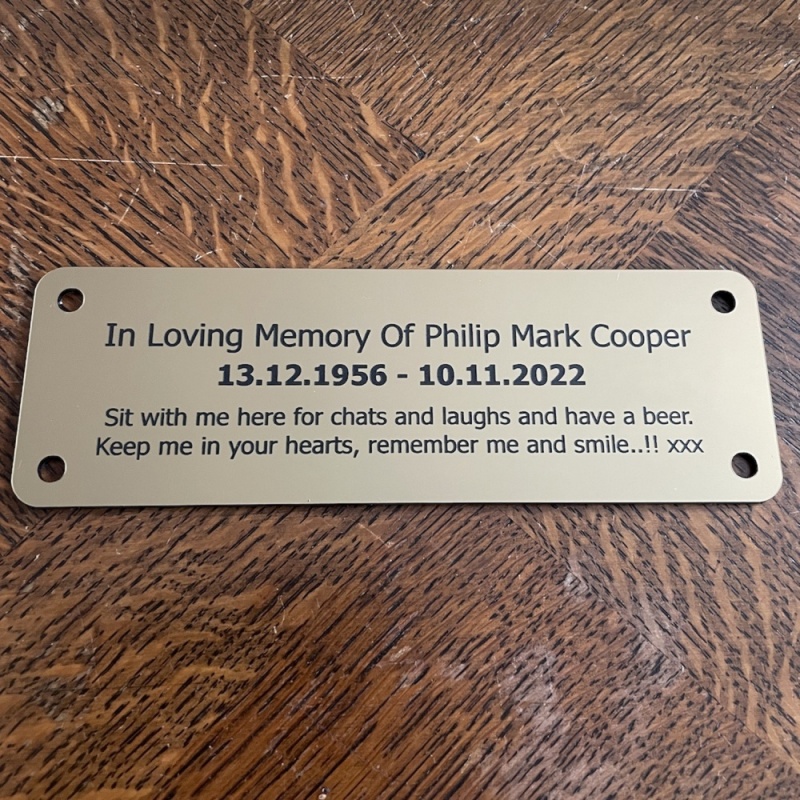 In Loving Memory Of Philip Mark Cooper
13.12.1956 - 10.11.2022
Sit with me here for chats and laughs and have a beer.
Keep me in your hearts, remember me and smile..!! xxx